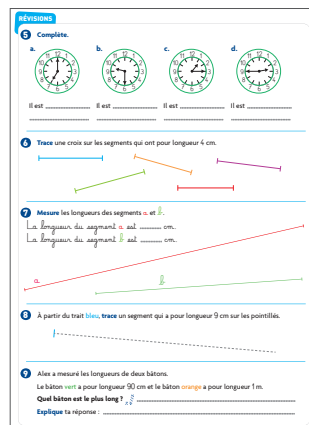 RÉVISIONS
5 Complète.
a. b. c. d.
Il est .................... Il est .................... Il est .................... Il est ....................
6 Trace une croix sur les segments qui ont pour longueur 4 cm.
7 Mesure les longueurs des segments a et b.
La longueur du segment a est .......... cm.
La longueur du segment b est .......... cm.
a
b
8 À partir du trait bleu, trace un segment qui a pour longueur 9 cm sur les pointillés.
9 Alex a mesuré les longueurs de deux bâtons.
Le bâton vert a pour longueur 90 cm et le bâton orange a pour longueur 1 m.
Quel bâton est le plus long ? ....................
Explique ta réponse : ....................